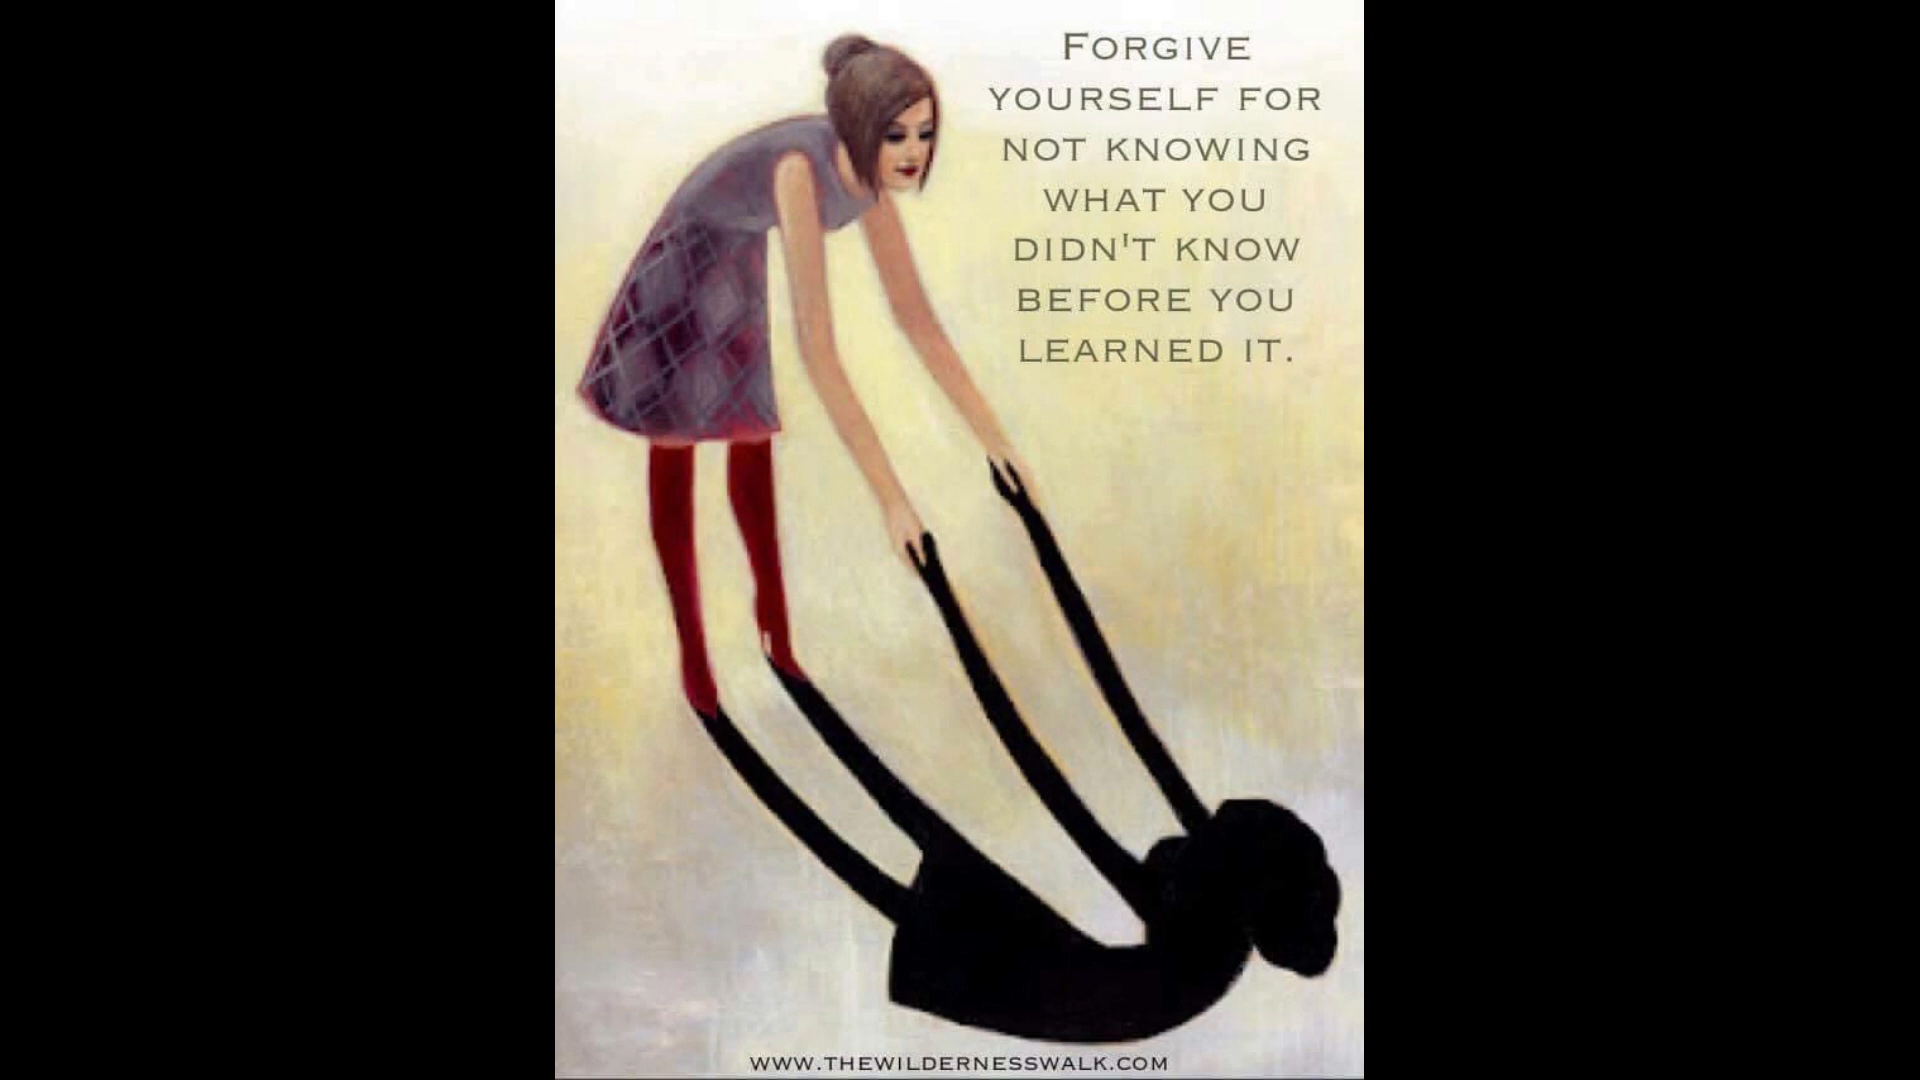 FORGIVE
YOURSELF FOR
NOT KNOWING
WHAT YOU
DIDN'T KNOW
BEFORE YOU
LEARNED IT.
WWW.THEWILDERNESSWALK.COM